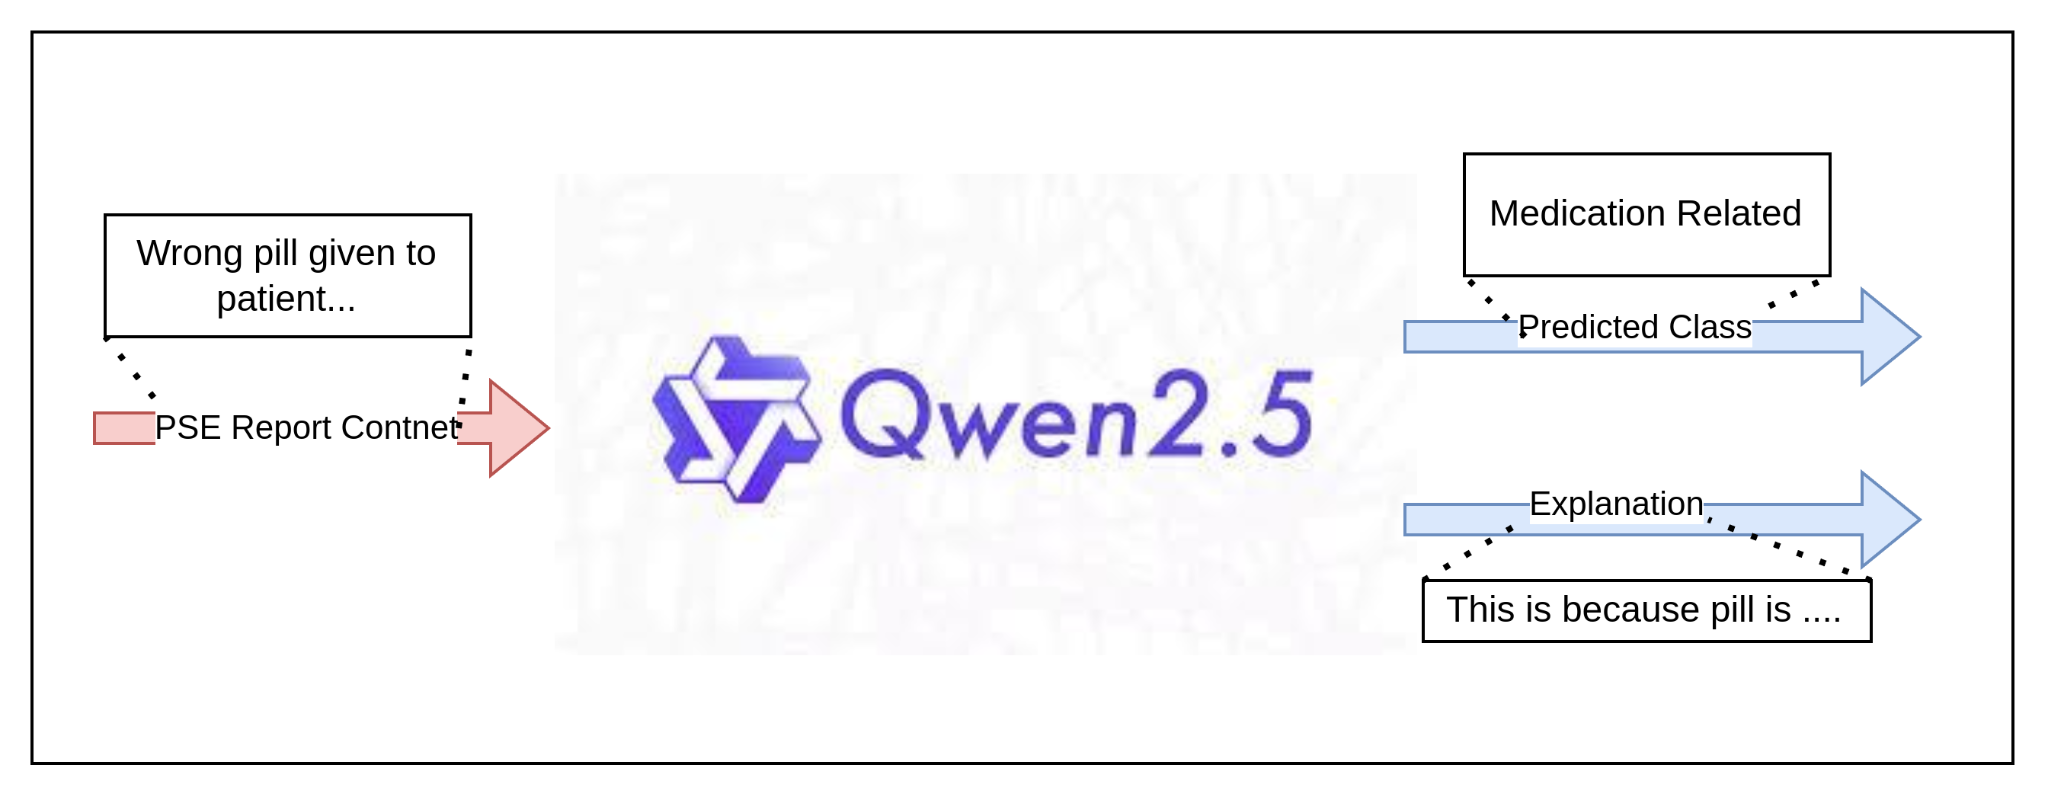 Wrong pill given to
patient...
PSE Report Contnet
Qwen2.5
Medication Related
Predicted Class
Explanation
This is because pill is ....